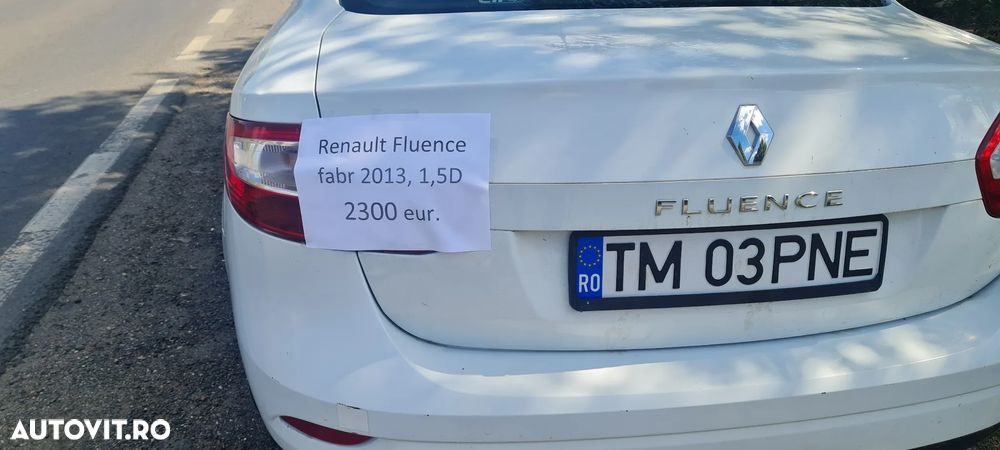 Renault Fluence
fabr 2013, 1,5D
2300 eur.
FLUENCE
RO TM 03PNE
AUTOVIT.RO